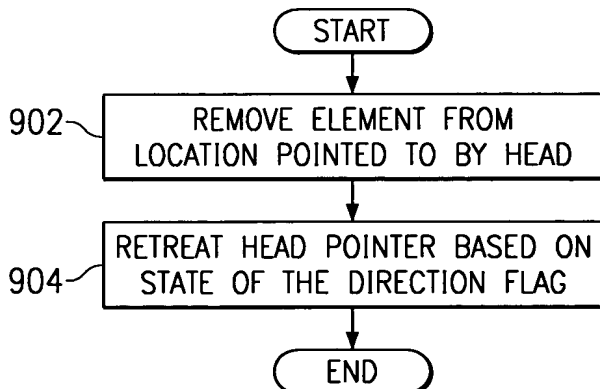 START
902
REMOVE ELEMENT FROM
LOCATION POINTED TO BY HEAD
904
RETREAT HEAD POINTER BASED ON
STATE OF THE DIRECTION FLAG
END